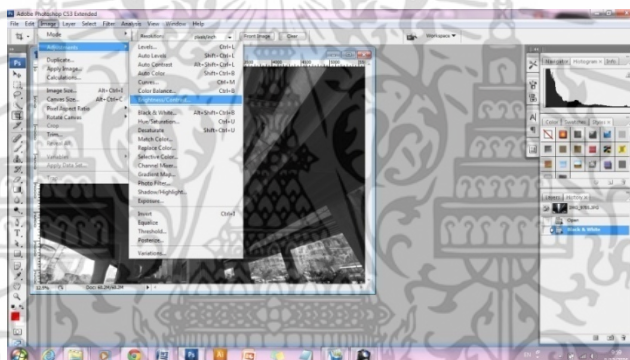 Adobe Photoshop CS3 Extended
File Edit Image Layer Select Filter Analysis View Window Help
Resolution: Front Image Clear Workspace
Mode
Adjustments
Duplicate...
Apply Image...
Calculations...
Image Size... Alt+Ctrl+I
Canvas Size... Alt+Ctrl+C
Pixel Aspect Ratio
Rotate Canvas
Crop
Trim...
Reveal All
Variables
Apply Data Set...
Trap...
Levels... Ctrl+L
Auto Levels Shift+Ctrl+L
Auto Contrast Alt+Shift+Ctrl+L
Auto Color Shift+Ctrl+B
Curves... Ctrl+M
Color Balance... Ctrl+B
Brightness/Contrast...
Black & White... Alt+Shift+Ctrl+B
Hue/Saturation... Ctrl+U
Desaturate Shift+Ctrl+U
Match Color...
Replace Color...
Selective Color...
Channel Mixer...
Gradient Map...
Photo Filter...
Shadow/Highlight...
Exposure...
Invert Ctrl+I
Equalize
Threshold...
Posterize...
Variations...
Navigator Histogram Info
Color Swatches Styles
Open
Black & White